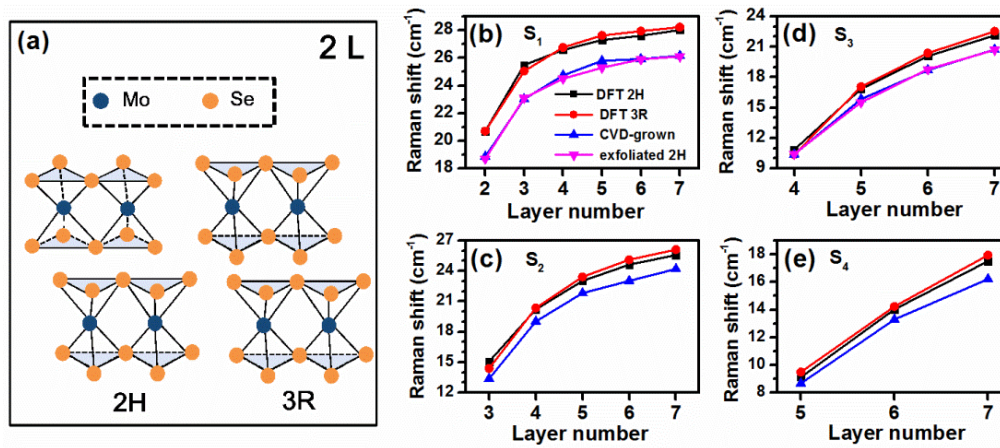 (a)
2 L
Mo
Se
2H
3R
(b)
S1
Raman shift (cm-1)
28
26
24
22
20
18
DFT 2H
DFT 3R
CVD-grown
exfoliated 2H
2 3 4 5 6 7
Layer number
(d)
S3
Raman shift (cm-1)
24
21
18
15
12
9
4 5 6 7
Layer number
(c)
S2
Raman shift (cm-1)
27
24
21
18
15
12
3 4 5 6 7
Layer number
(e)
S4
Raman shift (cm-1)
18
16
14
12
10
8
5 6 7
Layer number